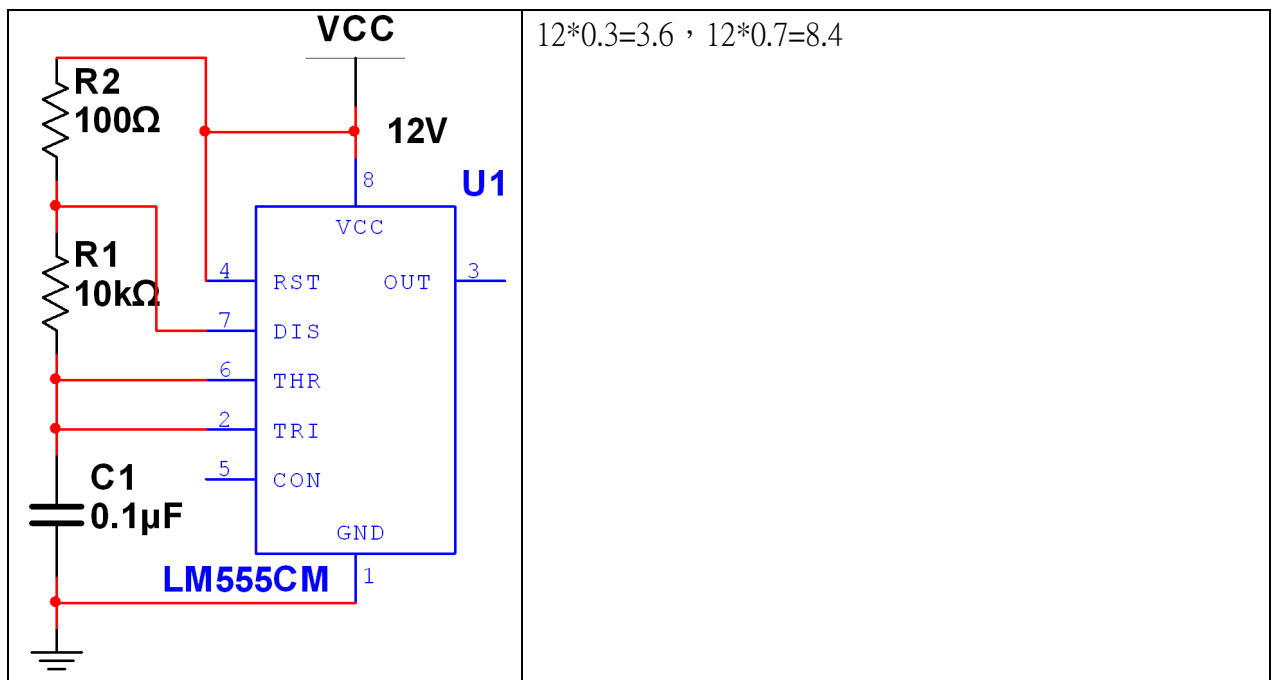 VCC
12*0.3=3.6，12*0.7=8.4
R2
100Ω
12V
8
U1
VCC
R1
10kΩ
4
RST
OUT
3
7
DIS
6
THR
2
TRI
5
CON
C1
0.1µF
GND
LM555CM
1